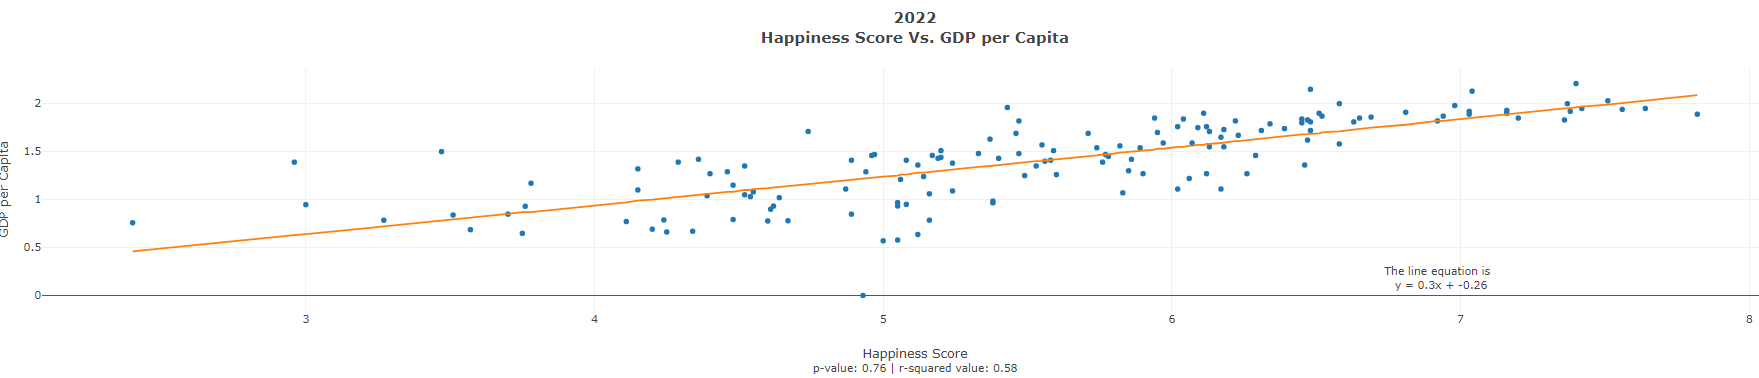 2022
Happiness Score Vs. GDP per Capita
GDP per Capita
2
1.5
1
0.5
0
The line equation is
y = 0.3x + -0.26
3 4 5 6 7 8
Happiness Score
p-value: 0.76 | r-squared value: 0.58